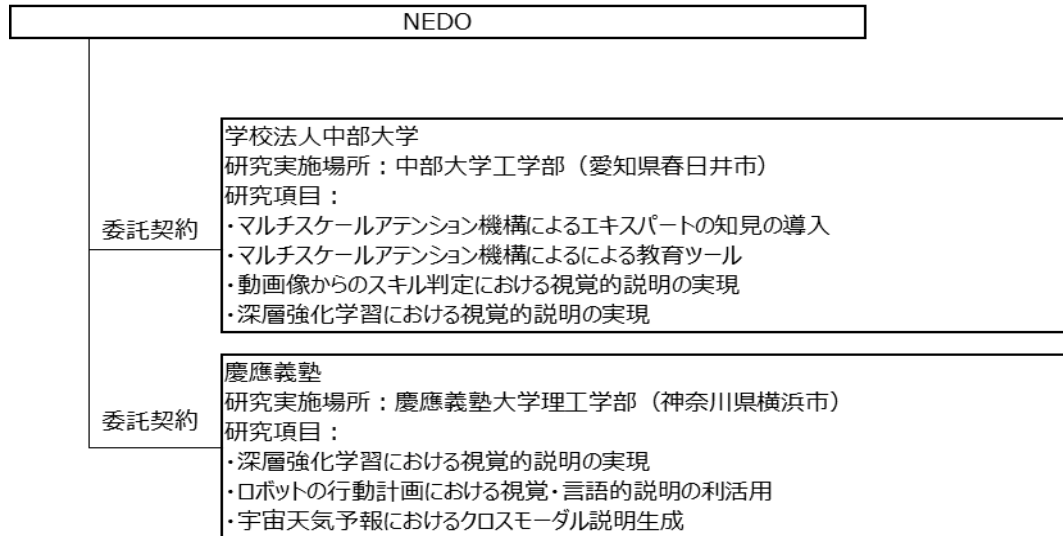 NEDO
委託契約
学校法人中部大学
研究実施場所：中部大学工学部（愛知県春日井市）
研究項目：
・マルチスケールアテンション機構によるエキスパートの知見の導入
・マルチスケールアテンション機構によるによる教育ツール
・動画像からのスキル判定における視覚的説明の実現
・深層強化学習における視覚的説明の実現
委託契約
慶應義塾
研究実施場所：慶應義塾大学理工学部（神奈川県横浜市）
研究項目：
・深層強化学習における視覚的説明の実現
・ロボットの行動計画における視覚・言語的説明の利活用
・宇宙天気予報におけるクロスモーダル説明生成